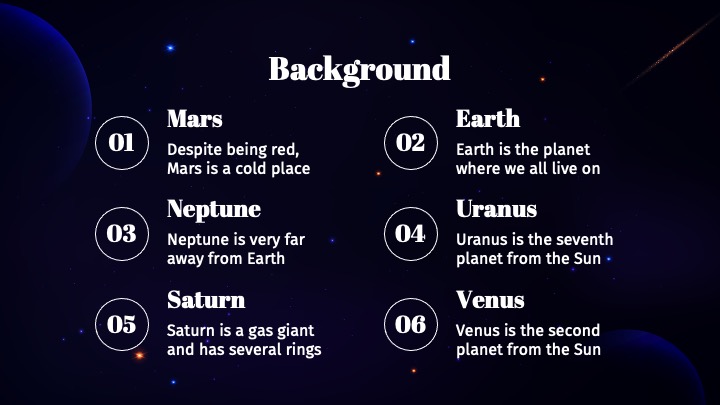 Background
01
Mars
Despite being red,
Mars is a cold place
02
Earth
Earth is the planet
where we all live on
03
Neptune
Neptune is very far
away from Earth
04
Uranus
Uranus is the seventh
planet from the Sun
05
Saturn
Saturn is a gas giant
and has several rings
06
Venus
Venus is the second
planet from the Sun